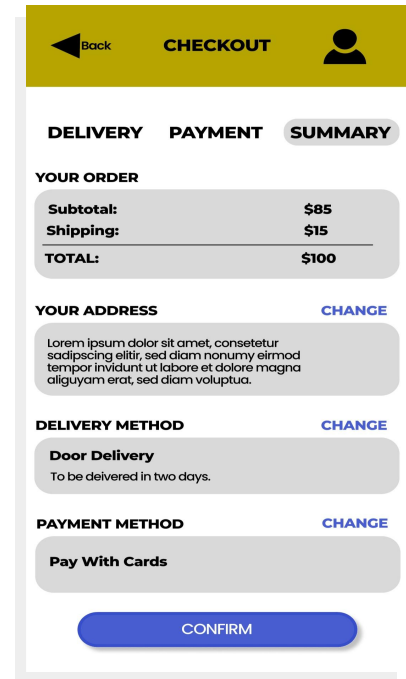 Back
CHECKOUT
DELIVERY PAYMENT SUMMARY
YOUR ORDER
Subtotal: $85
Shipping: $15
TOTAL: $100
YOUR ADDRESS CHANGE
Lorem ipsum dolor sit amet, consetetur
sadipscing elitir, sed diam nonumy eirmod
tempor invidunt ut labore et dolore magna
aliguyam erat, sed diam voluptua.
DELIVERY METHOD CHANGE
Door Delivery
To be deivered in two days.
PAYMENT METHOD CHANGE
Pay With Cards
CONFIRM